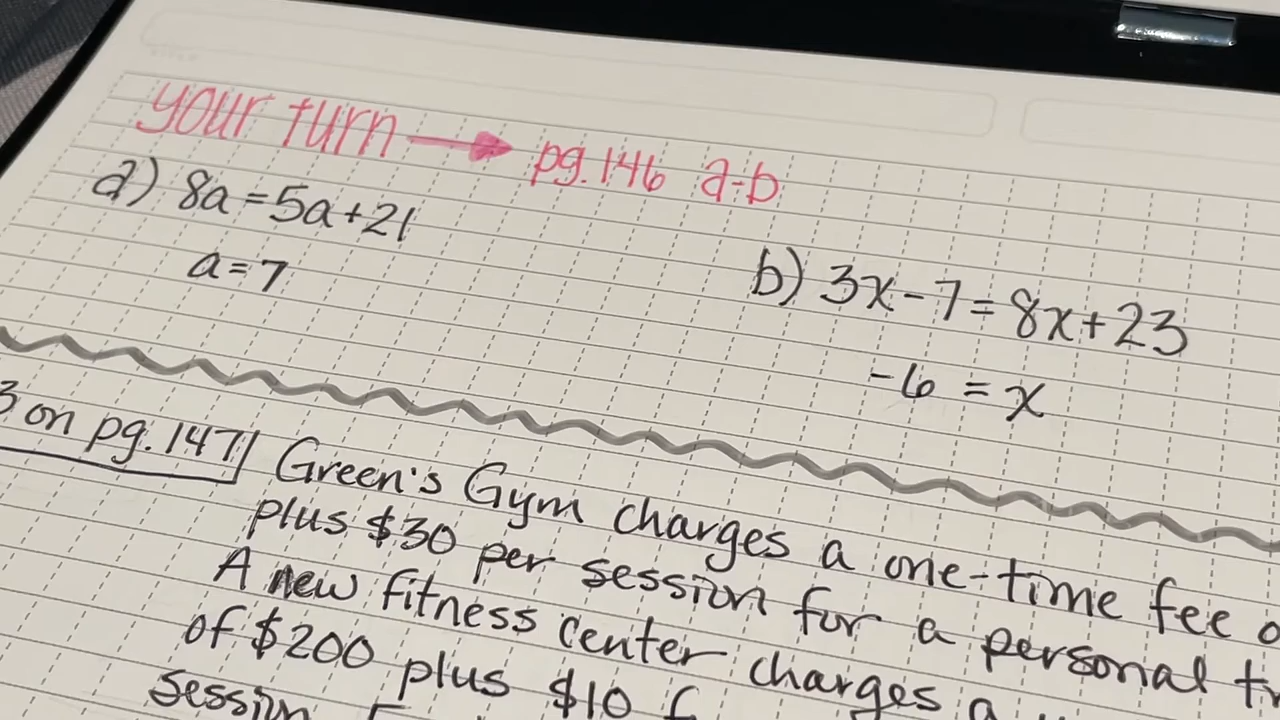 your turn → pg.146 a-b
a) 8a=5a+21
a=7
b) 3x-7=8x+23
-6 = x
3 on pg.147 Green's Gym charges a one-time fee
plus $30 per session for a personal
A new fitness center charges a
of $200 plus $10
session